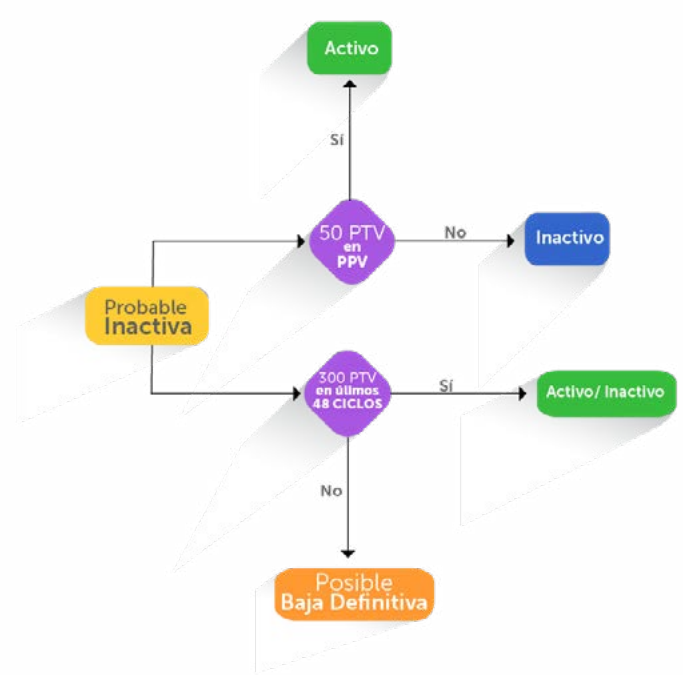 Activo
Sí
50 PTV
en
PPV
No
Inactivo
Probable
Inactiva
300 PTV
en úlimos
48 CICLOS
Sí
Activo/ Inactivo
No
Posible
Baja Definitiva